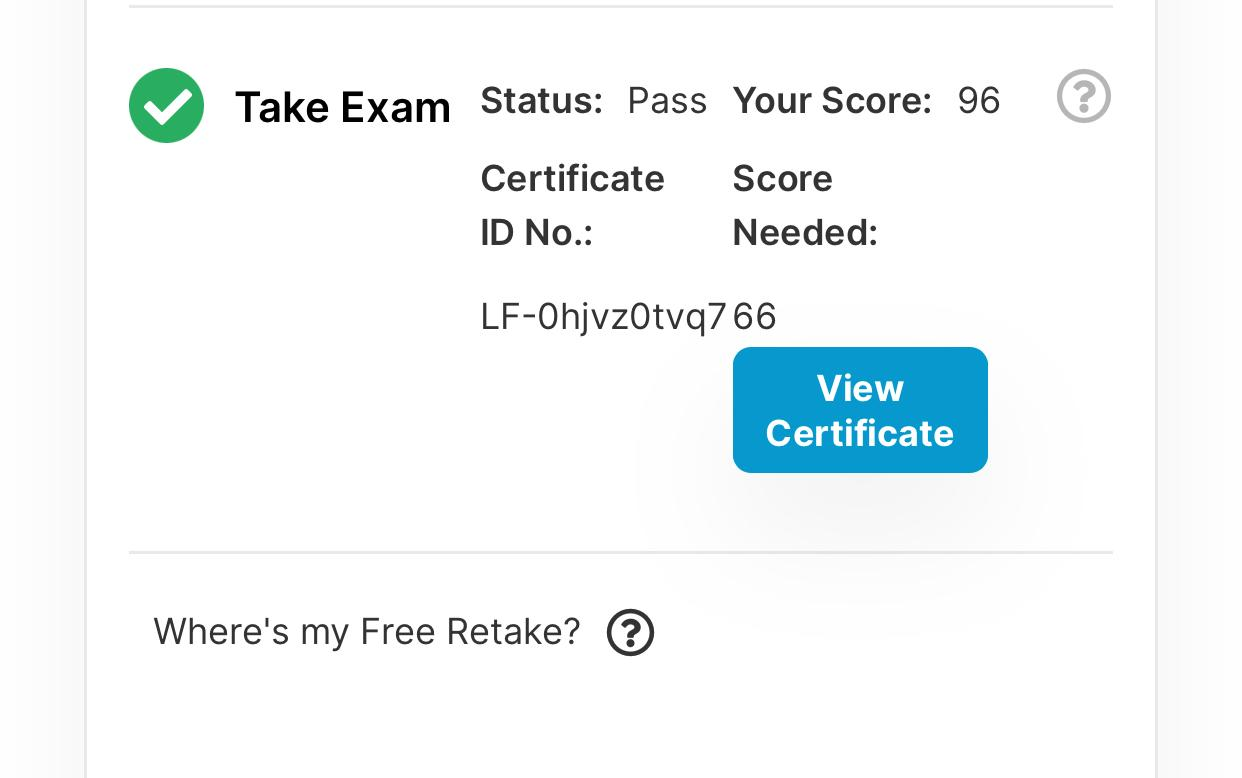 Take Exam
Status: Pass
Your Score: 96
Certificate
ID No.:
LF-0hjvz0tvq7
Score
Needed:
66
View
Certificate
Where's my Free Retake?